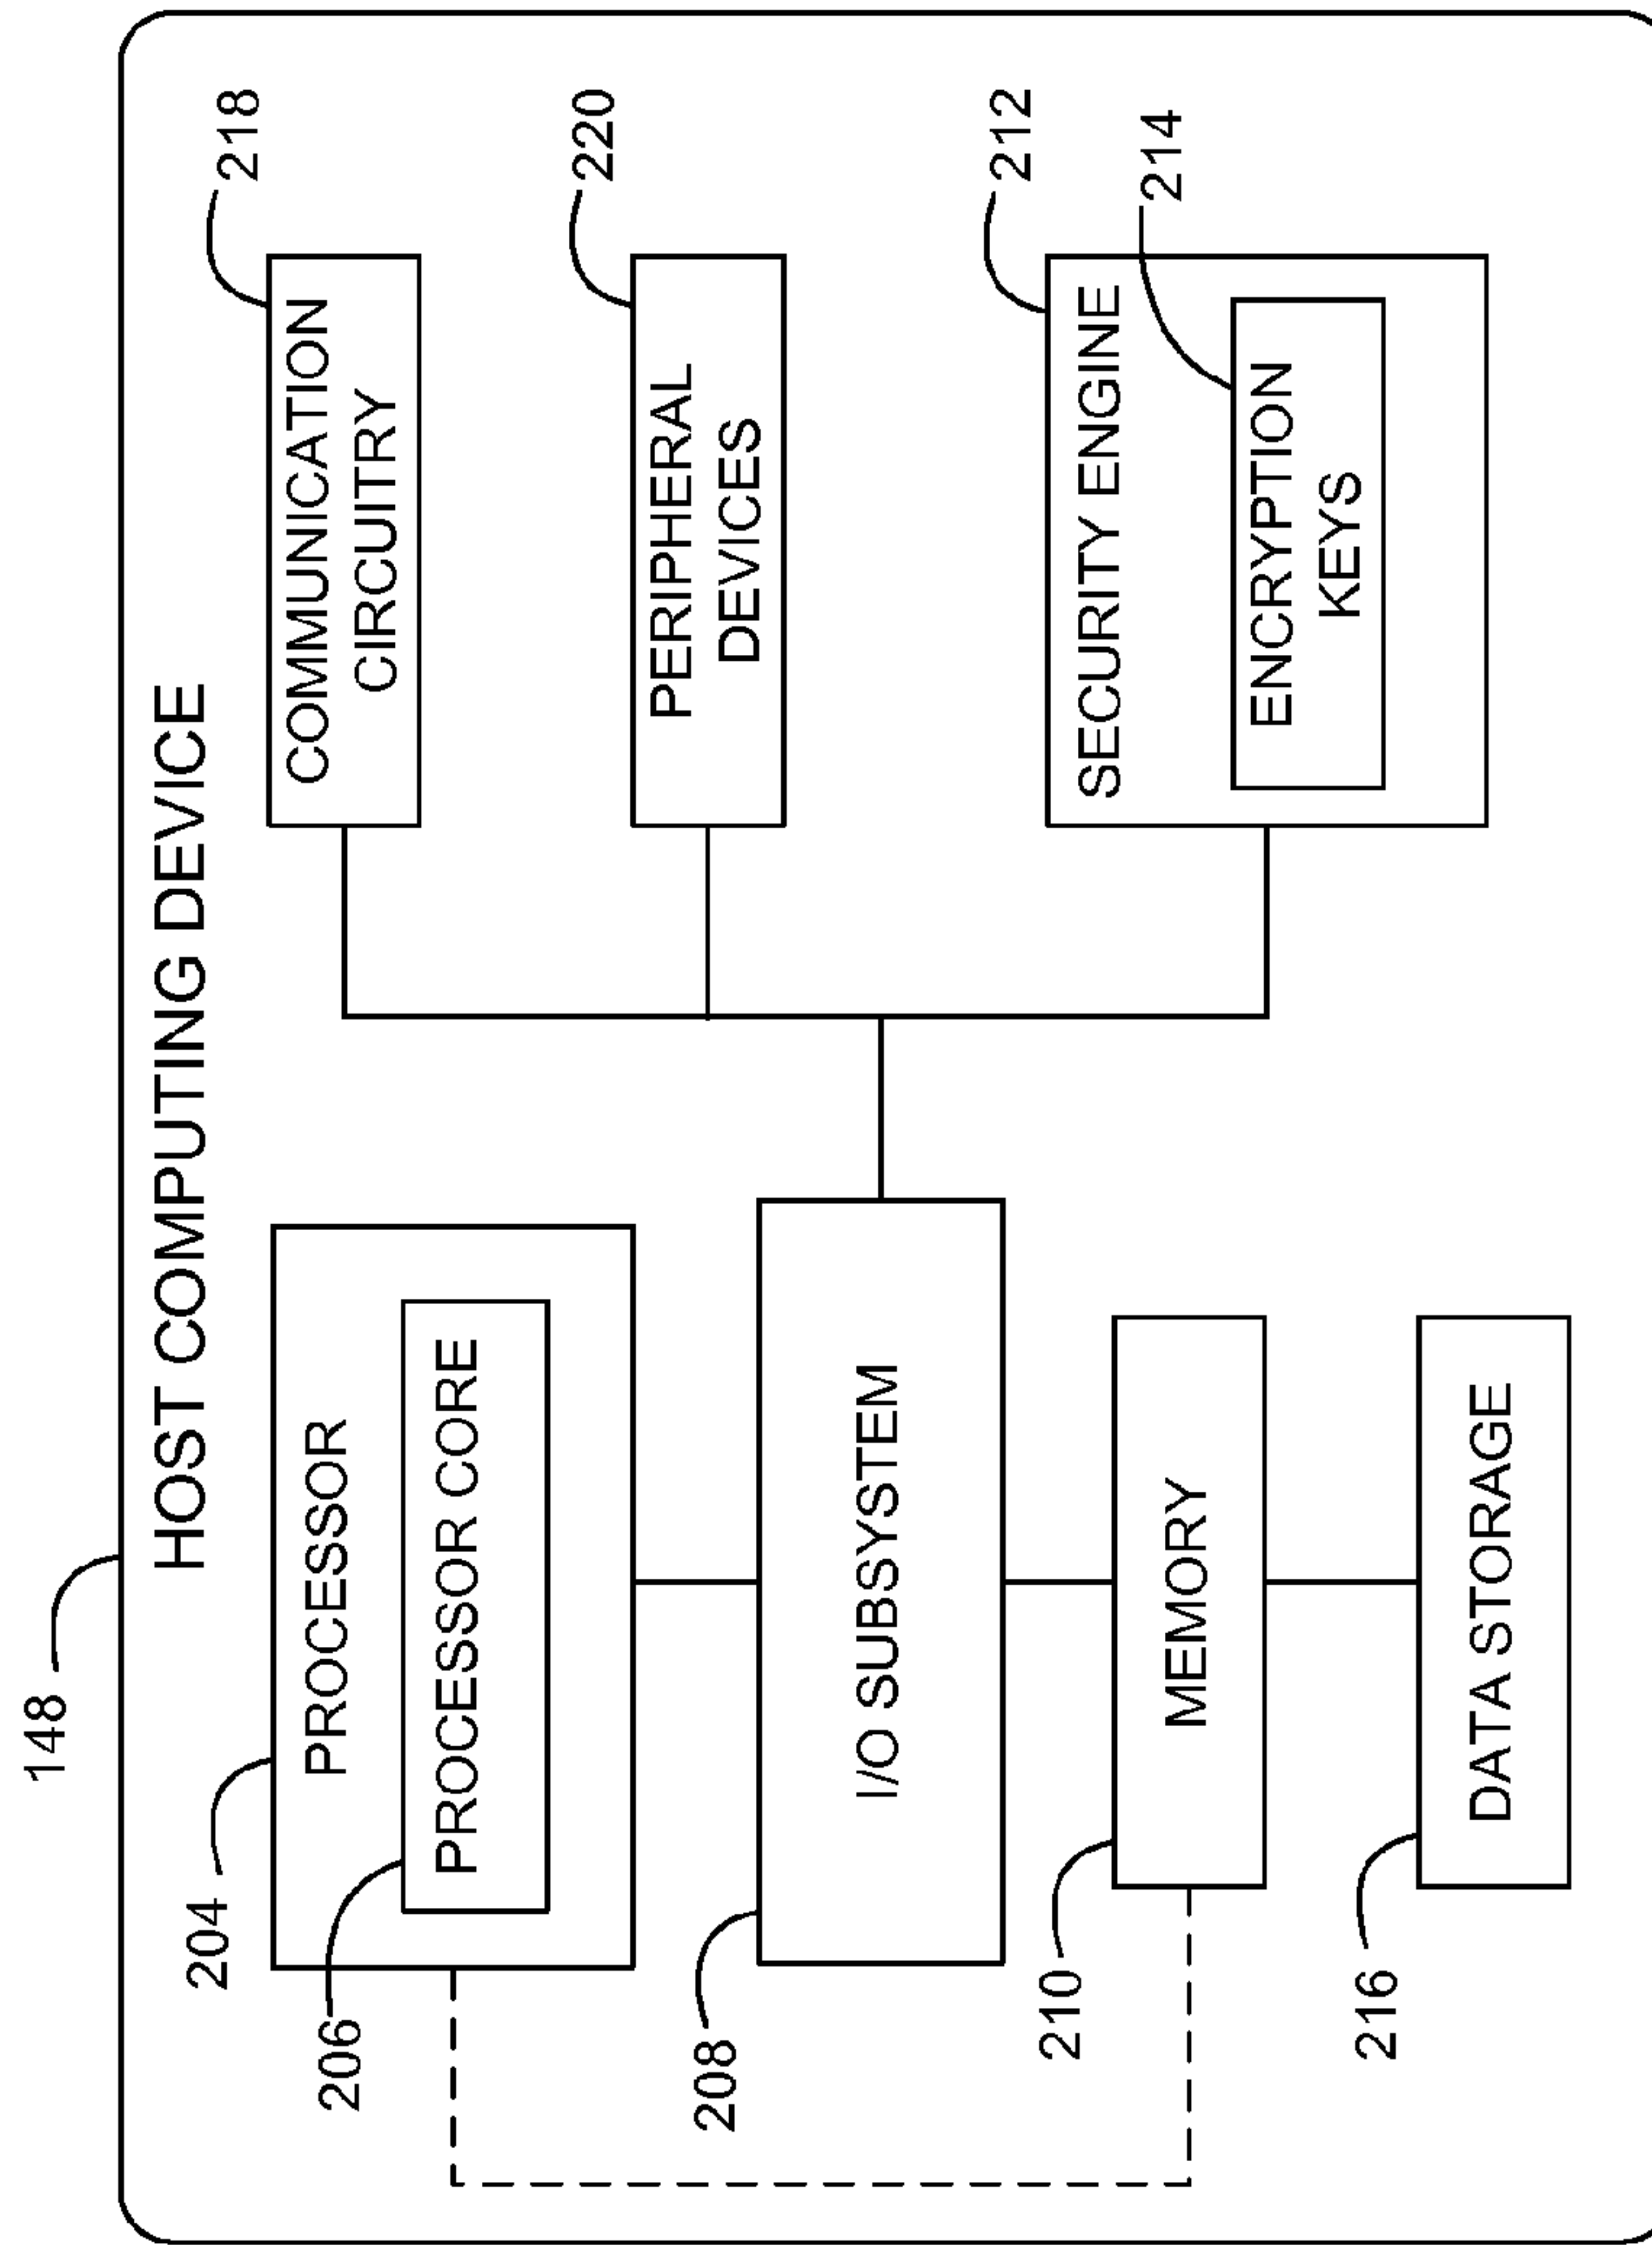 148
HOST COMPUTING DEVICE
204
PROCESSOR
206
PROCESSOR CORE
208
I/O SUBSYSTEM
210
MEMORY
216
DATA STORAGE
218
COMMUNICATION
CIRCUITRY
220
PERIPHERAL
DEVICES
212
SECURITY ENGINE
214
ENCRYPTION
KEYS